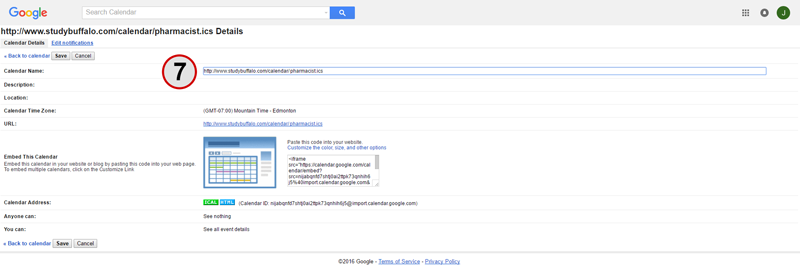 Google Search Calendar J
http://www.studybuffalo.com/calendar/pharmacist.ics Details
Calendar Details Edit notifications
« Back to calendar Save Cancel
Calendar Name: 7 http://www.studybuffalo.com/calendar/pharmacist.ics
Description:
Location:
Calendar Time Zone: (GMT-07:00) Mountain Time - Edmonton
URL: http://www.studybuffalo.com/calendar/pharmacist.ics
Embed This Calendar
Embed this calendar in your website or blog by pasting this code into your web page.
To embed multiple calendars, click on the Customize Link
Paste this code into your website.
Customize the color, size, and other options
<iframe
src="https://calendar.google.com/cal
endar/embed?
j5%40import.calendar.google.com&
Calendar Address: ICAL HTML (Calendar ID: @import.calendar.google.com)
Anyone can: See nothing
You can: See all event details
« Back to calendar Save Cancel
©2016 Google - Terms of Service - Privacy Policy